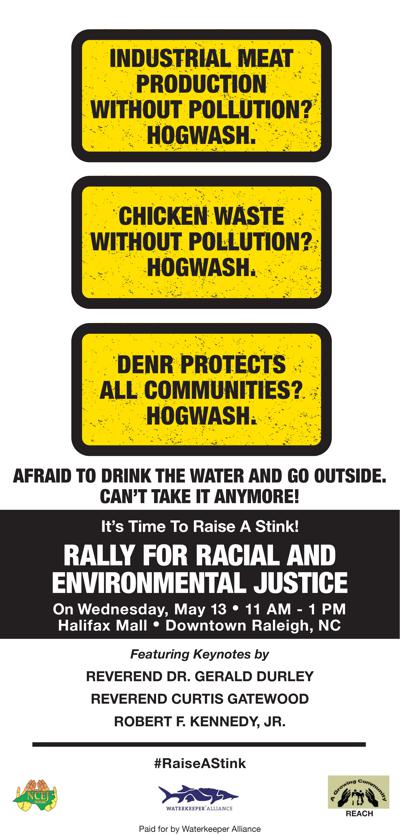 INDUSTRIAL MEAT
PRODUCTION
WITHOUT POLLUTION?
HOGWASH.
CHICKEN WASTE
WITHOUT POLLUTION?
HOGWASH.
DENR PROTECTS
ALL COMMUNITIES?
HOGWASH.
AFRAID TO DRINK THE WATER AND GO OUTSIDE.
CAN'T TAKE IT ANYMORE!
It's Time To Raise A Stink!
RALLY FOR RACIAL AND
ENVIRONMENTAL JUSTICE
On Wednesday, May 13 • 11 AM - 1 PM
Halifax Mall • Downtown Raleigh, NC
Featuring Keynotes by
REVEREND DR. GERALD DURLEY
REVEREND CURTIS GATEWOOD
ROBERT F. KENNEDY, JR.
#RaiseAStink
NCEJN
WATERKEEPER ALLIANCE
A Growing Community
REACH
Paid for by Waterkeeper Alliance